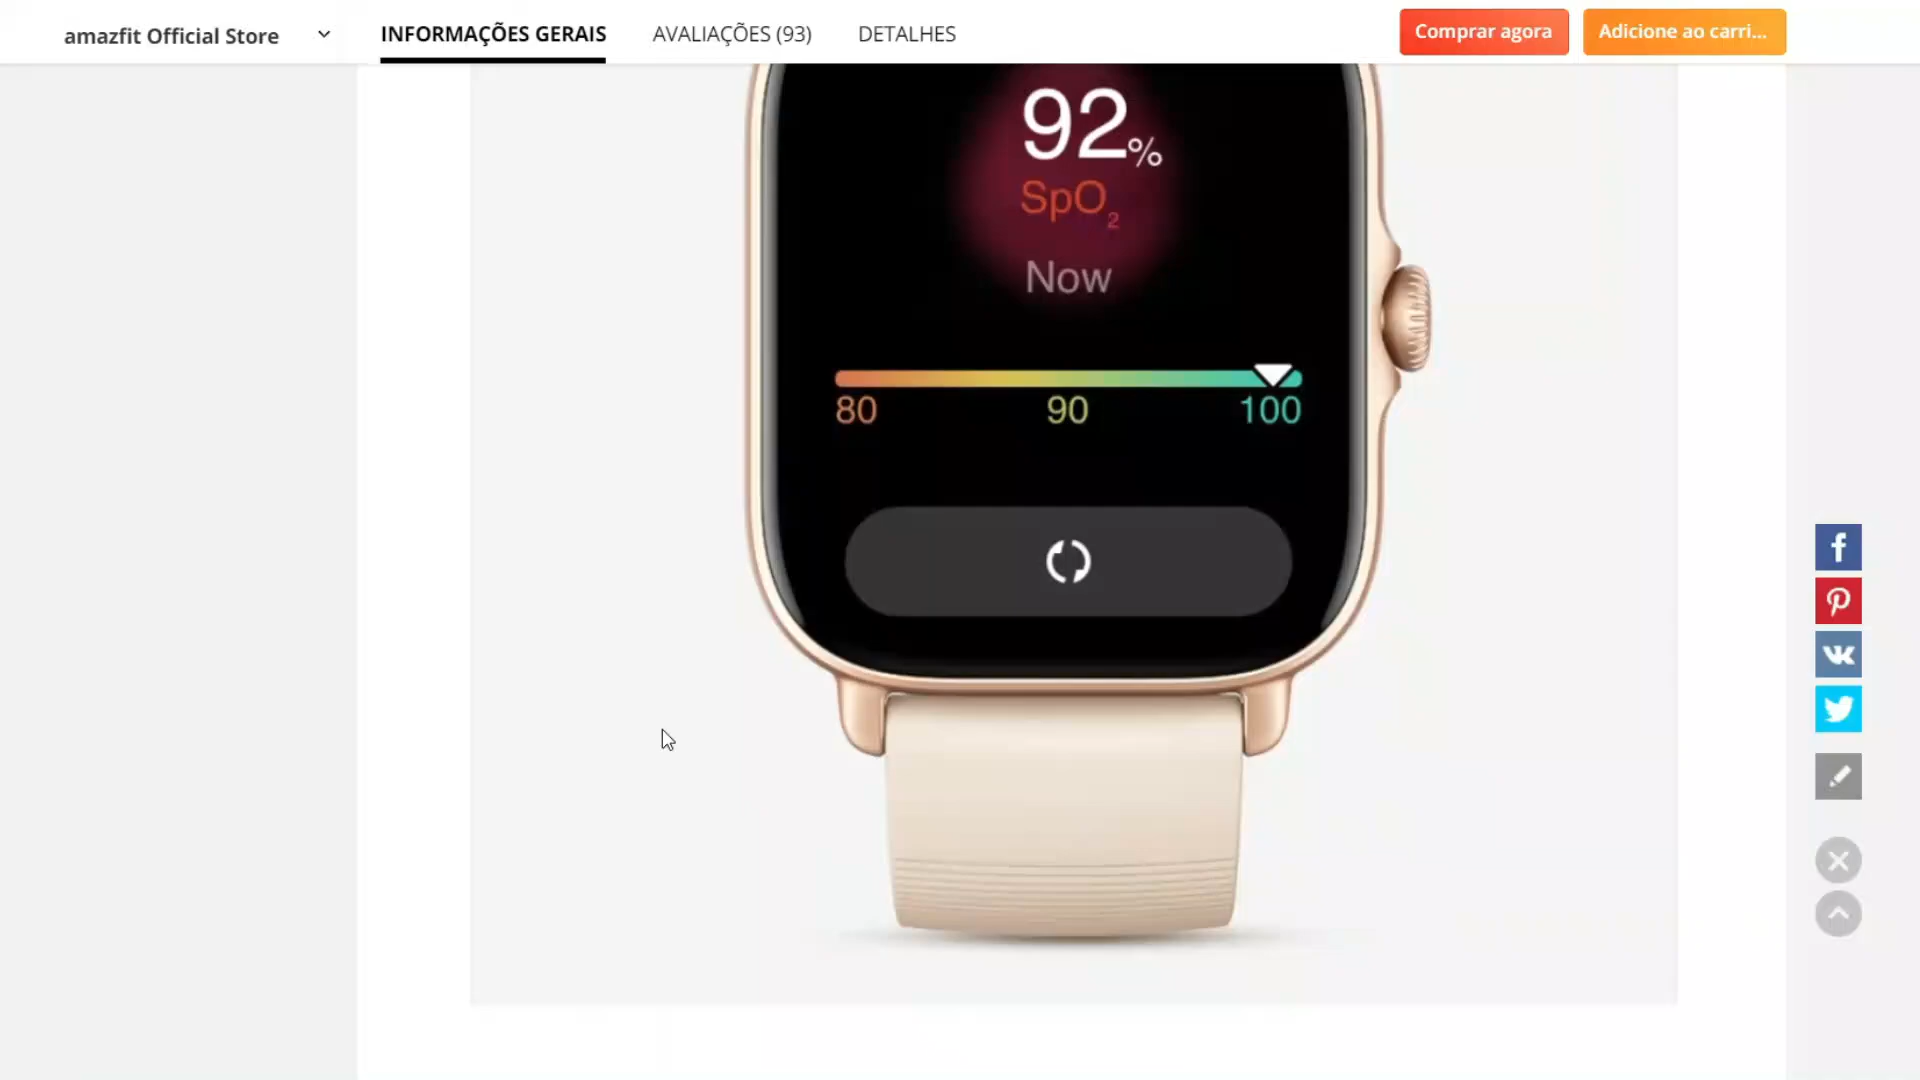 amazfit Official Store
INFORMAÇÕES GERAIS
AVALIAÇÕES (93)
DETALHES
Comprar agora
Adicione ao carri...
92%
SpO₂
Now
80 90 100